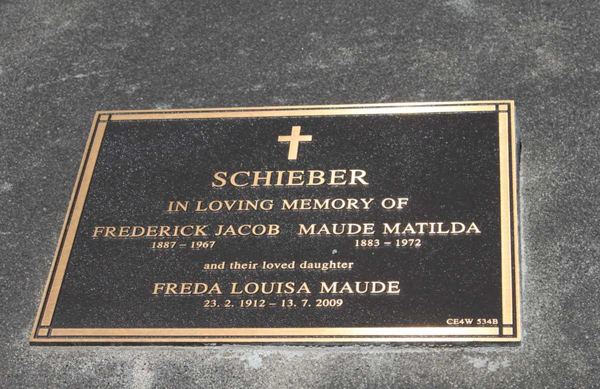 SCHIEBER
IN LOVING MEMORY OF
FREDERICK JACOB MAUDE MATILDA
1887 – 1967 1883 – 1972
and their loved daughter
FREDA LOUISA MAUDE
23. 2. 1912 – 13. 7. 2009
CE4W 534B